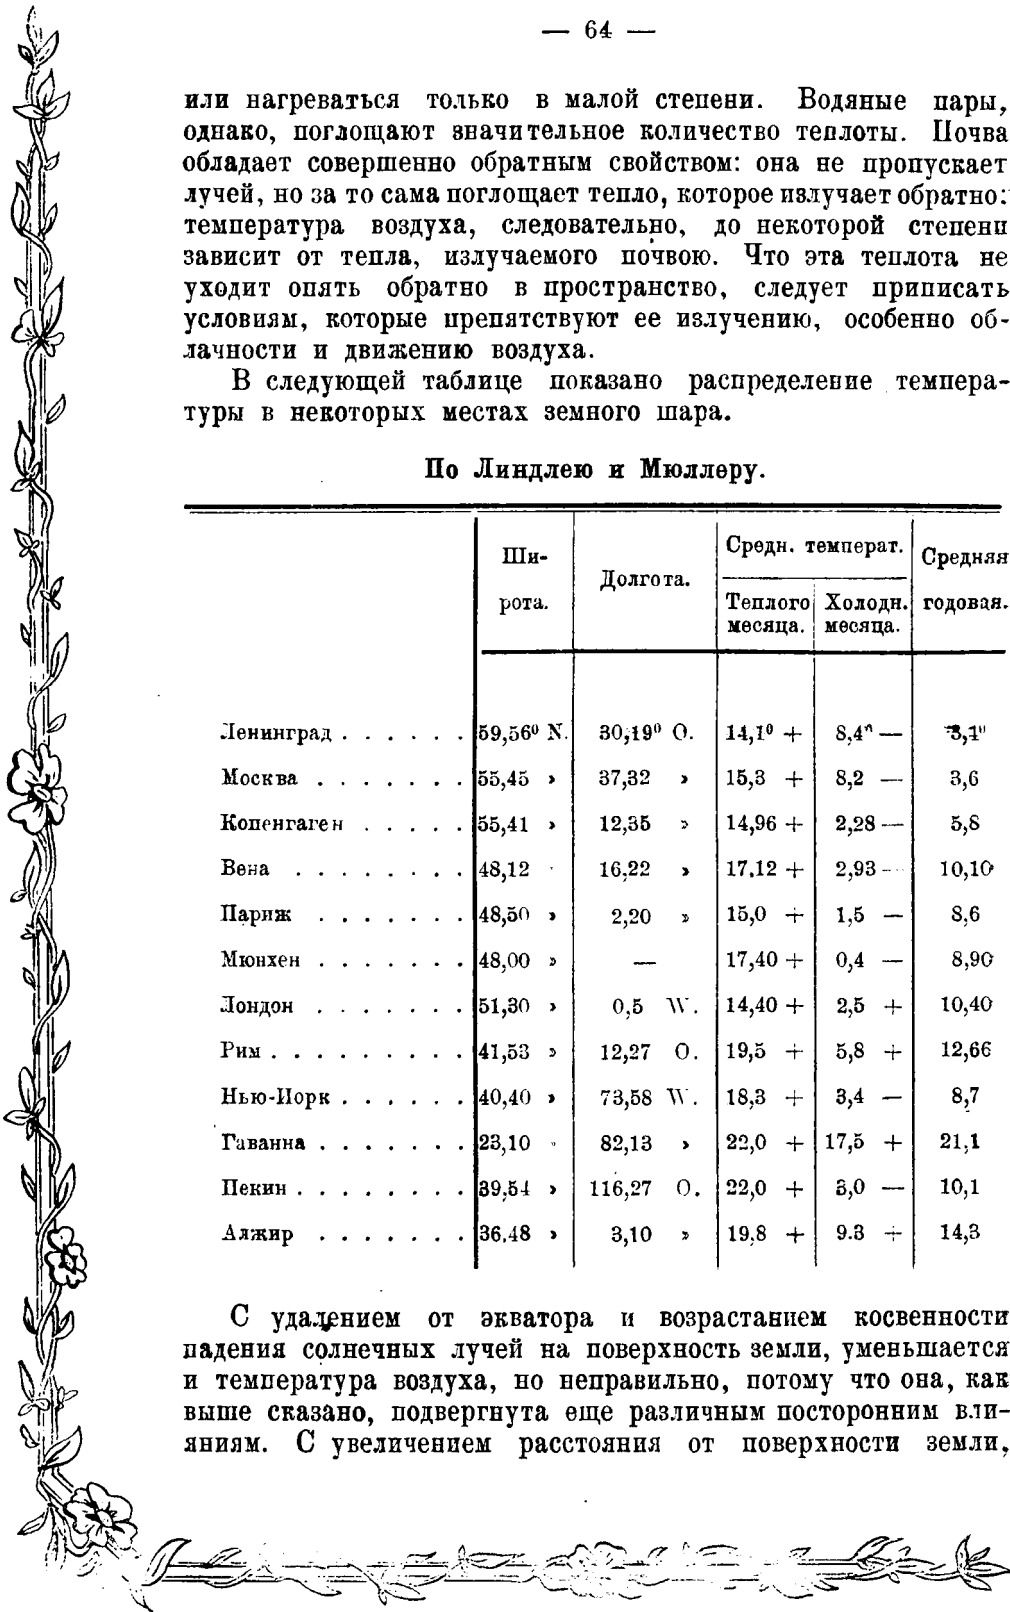 — 64 —
или нагреваться только в малой степени. Водяные пары,
однако, поглощают значительное количество теплоты. Почва
обладает совершенно обратным свойством: она не пропускает
лучей, но за то сама поглощает тепло, которое излучает обратно:
температура воздуха, следовательно, до некоторой степени
зависит от тепла, излучаемого почвою. Что эта теплота не
уходит опять обратно в пространство, следует приписать
условиям, которые препятствуют ее излучению, особенно об-
лачности и движению воздуха.
В следующей таблице показано распределение темпера-
туры в некоторых местах земного шара.
По Линдлею и Мюллеру.
Ши-
рота. Долгота. Средн. температ. Средняя
годовая.
Теплого Холодн.
месяца. месяца.
Ленинград . . . . . . 59,56⁰ N. 30,19⁰ O. 14,1⁰ + 8,4⁰ — 3,1⁰
Москва . . . . . . . 55,45 » 37,32 » 15,3 + 8,2 — 3,6
Копенгаген . . . . . 55,41 » 12,35 » 14,96 + 2,28 — 5,8
Вена . . . . . . . . 48,12 16,22 » 17,12 + 2,93 - 10,10
Париж . . . . . . . 48,50 » 2,20 » 15,0 + 1,5 — 8,6
Мюнхен . . . . . . . 48,00 » — 17,40 + 0,4 — 8,90
Лондон . . . . . . . 51,30 » 0,5 W. 14,40 + 2,5 + 10,40
Рим . . . . . . . . . 41,53 » 12,27 O. 19,5 + 5,8 + 12,66
Нью-Иорк . . . . . . 40,40 » 73,58 W. 18,3 + 3,4 — 8,7
Гаванна . . . . . . . 23,10 » 82,13 » 22,0 + 17,5 + 21,1
Пекин . . . . . . . . 39,54 » 116,27 O. 22,0 + 3,0 — 10,1
Алжир . . . . . . . 36.48 » 3,10 » 19,8 + 9.3 + 14,3
С удалением от экватора и возрастанием косвенности
падения солнечных лучей на поверхность земли, уменьшается
и температура воздуха, но неправильно, потому что она, как
выше сказано, подвергнута еще различным посторонним вли-
яниям. С увеличением расстояния от поверхности земли,